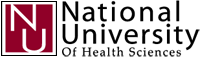 NU
National
University
Of Health Sciences